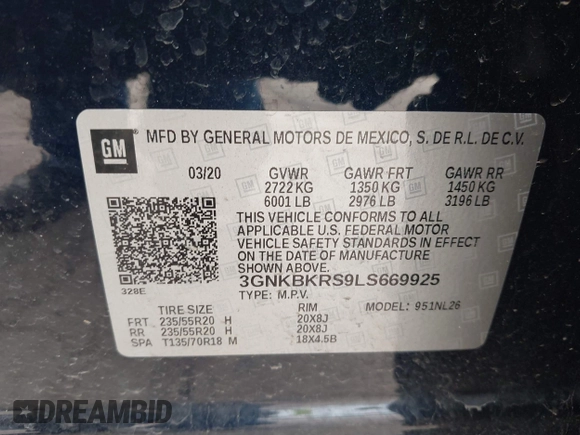 GM
MFD BY GENERAL MOTORS DE MEXICO, S. DE R.L. DE C.V.
03/20 GVWR GAWR FRT GAWR RR
2722 KG 1350 KG 1450 KG
6001 LB 2976 LB 3196 LB
THIS VEHICLE CONFORMS TO ALL
APPLICABLE U.S. FEDERAL MOTOR
VEHICLE SAFETY STANDARDS IN EFFECT
ON THE DATE OF MANUFACTURE
SHOWN ABOVE.
3GNKBKRS9LS669925
328E
TYPE: M.P.V. MODEL: 951NL26
TIRE SIZE RIM
FRT 235/55R20 H 20X8J
RR 235/55R20 H 20X8J
SPA T135/70R18 M 18X4.5B
DREAMBID